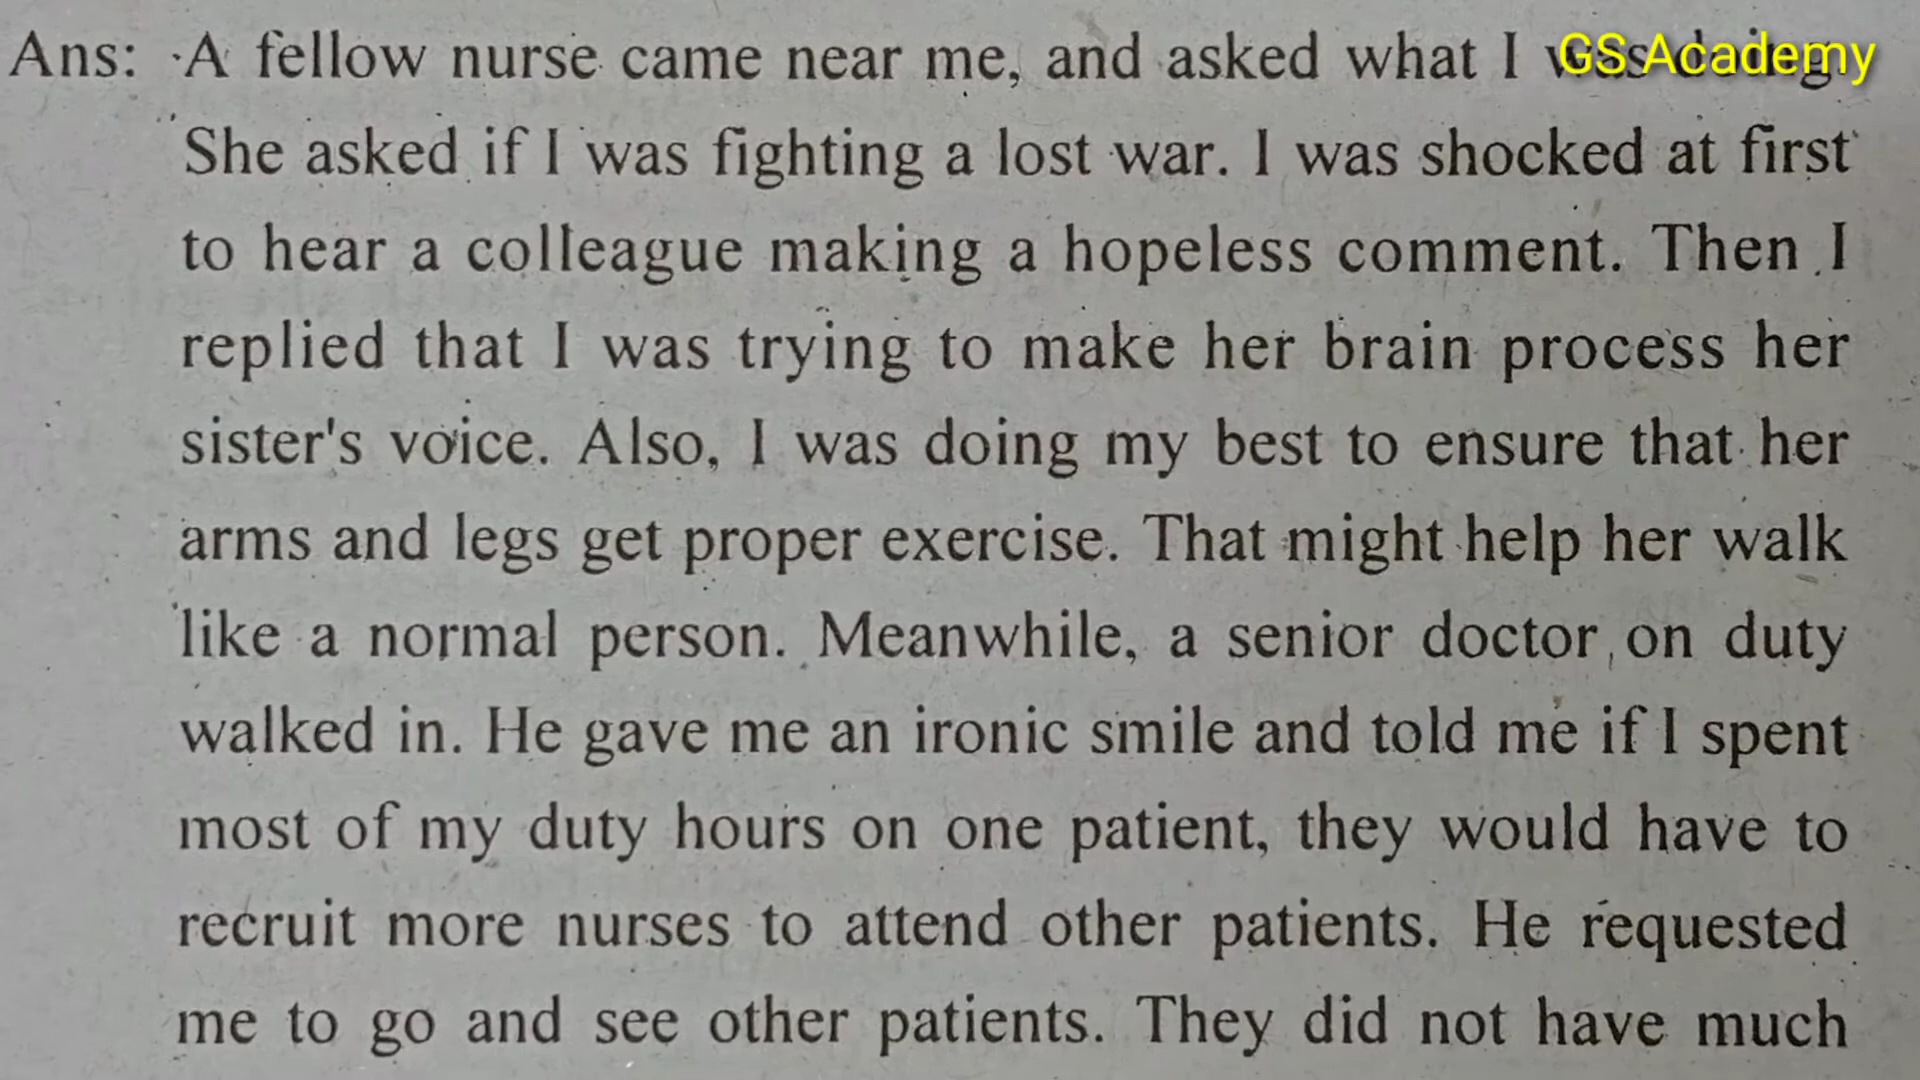 Ans: A fellow nurse came near me, and asked what I was doing.
GS Academy
She asked if I was fighting a lost war. I was shocked at first
to hear a colleague making a hopeless comment. Then I
replied that I was trying to make her brain process her
sister's voice. Also, I was doing my best to ensure that her
arms and legs get proper exercise. That might help her walk
like a normal person. Meanwhile, a senior doctor on duty
walked in. He gave me an ironic smile and told me if I spent
most of my duty hours on one patient, they would have to
recruit more nurses to attend other patients. He requested
me to go and see other patients. They did not have much